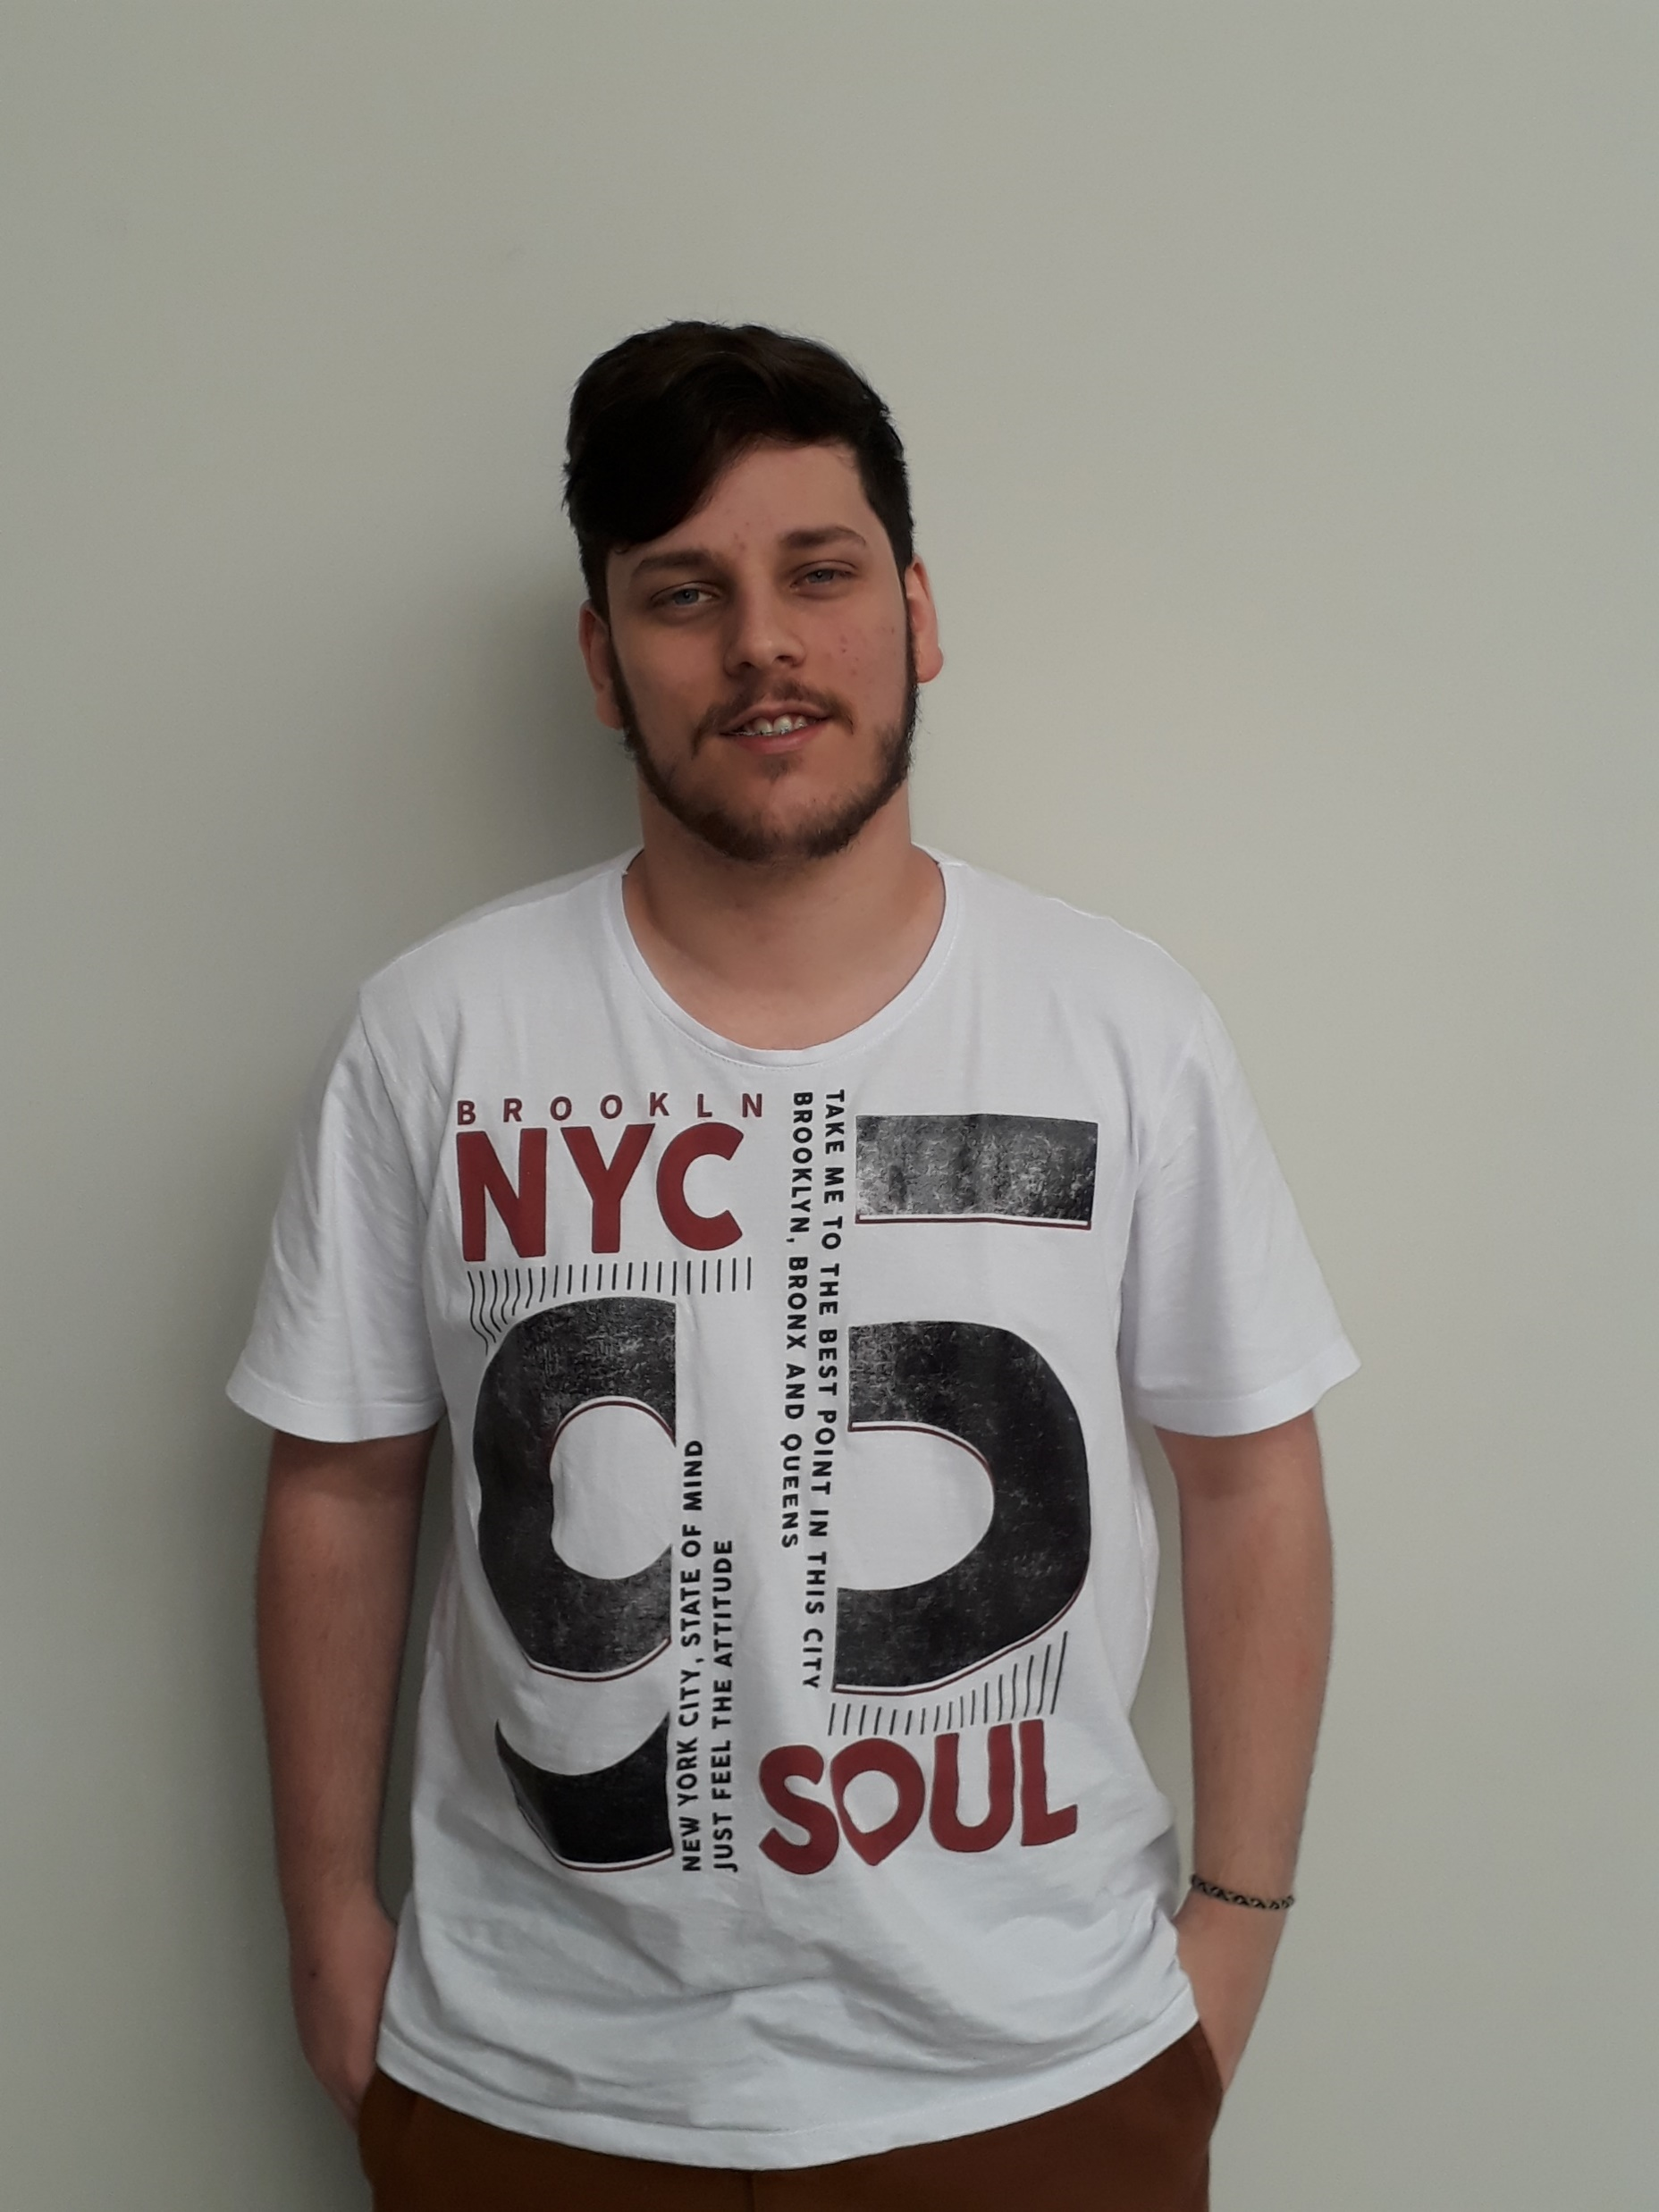 BROOKLN
NYC
TAKE ME TO THE BEST POINT IN THIS CITY
BROOKLYN, BRONX AND QUEENS
95
NEW YORK CITY, STATE OF MIND
JUST FEEL THE ATTITUDE
SOUL